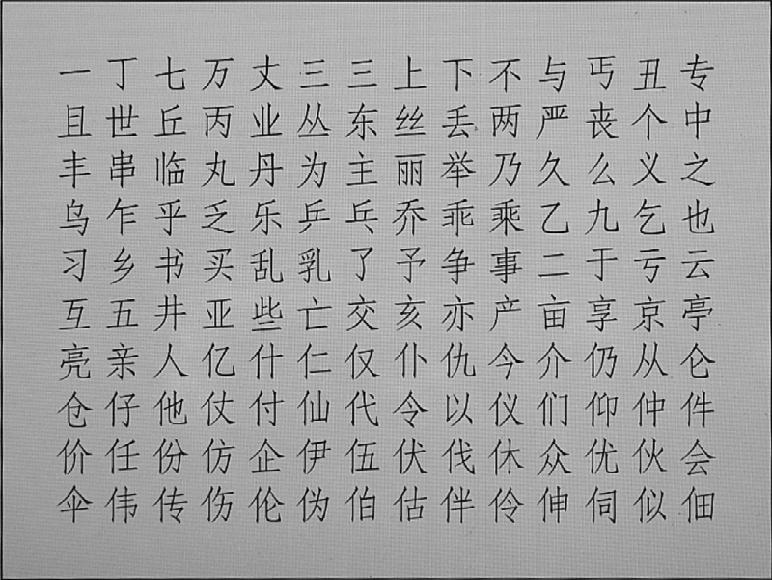 一丁七万丈三三上下不与丐丑专
且世丘丙业丛东丝丢两严丧个中
丰串临丸丹为主丽举乃久么义之
乌乍乎乏乐乒乓乔乖乘乙九乞也
习乡书买乱乳了予争事二于亏云
互五井亚些亡交亥亦产亩享京亭
亮亲人亿什仁仅仆仇今介仍从仑
仓仔他仗付仙代令以仪们仰仲件
价任份仿企伊伍伏伐休众优伙会
伞伟传伤伦伪伯估伴伶伸伺似佃